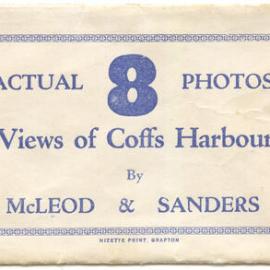 ACTUAL 8 PHOTOS
Views of Coffs Harbour
By
McLEOD & SANDERS
NIZETTE PRINT, GRAFTON